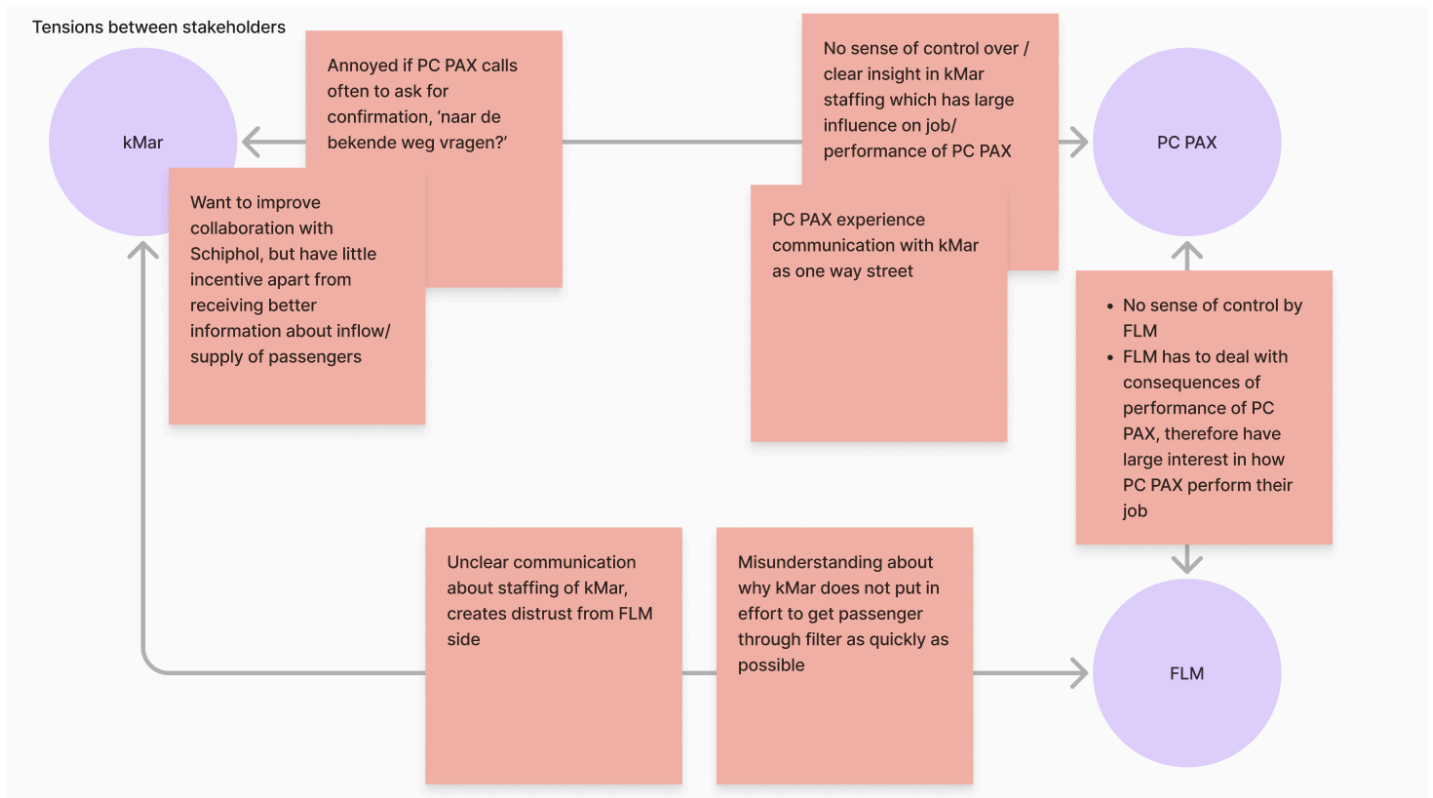 Tensions between stakeholders
kMar
Annoyed if PC PAX calls
often to ask for
confirmation, ‘naar de
bekende weg vragen?’
Want to improve
collaboration with
Schiphol, but have little
incentive apart from
receiving better
information about inflow/
supply of passengers
No sense of control over /
clear insight in kMar
staffing which has large
influence on job/
performance of PC PAX
PC PAX experience
communication with kMar
as one way street
PC PAX
• No sense of control by
FLM
• FLM has to deal with
consequences of
performance of PC
PAX, therefore have
large interest in how
PC PAX perform their
job
Unclear communication
about staffing of kMar,
creates distrust from FLM
side
Misunderstanding about
why kMar does not put in
effort to get passenger
through filter as quickly as
possible
FLM